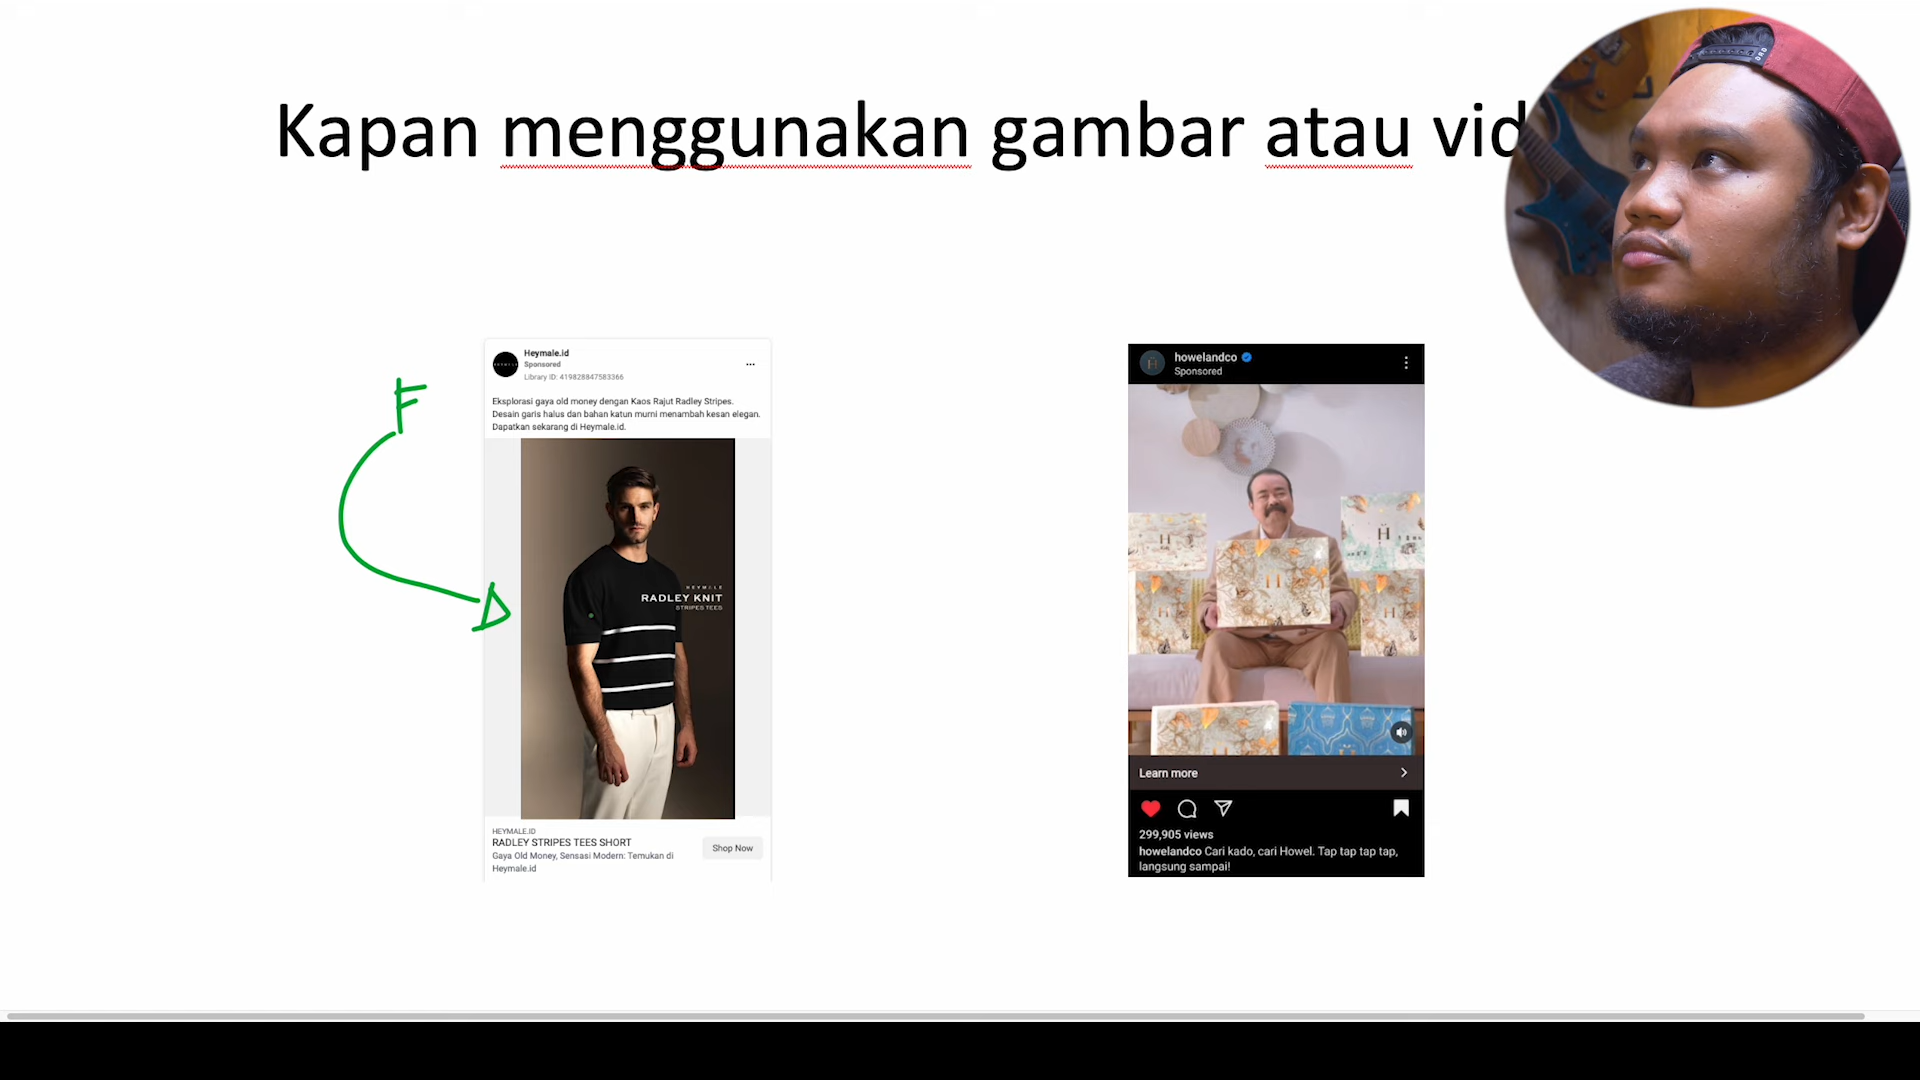 Kapan menggunakan gambar atau vid
F
Heymale.id
Sponsored
Library ID: 419828847583366
Eksplorasi gaya old money dengan Kaos Rajut Radley Stripes.
Desain garis halus dan bahan katun murni menambah kesan elegan.
Dapatkan sekarang di Heymale.id.
HEYMALE
RADLEY KNIT
STRIPES TEES
HEYMALE.ID
RADLEY STRIPES TEES SHORT
Gaya Old Money, Sensasi Modern: Temukan di
Heymale.id
Shop Now
howelandco
Sponsored
H
H
H
H
H
Learn more
299,905 views
howelandco Cari kado, cari Howel. Tap tap tap tap,
langsung sampai!